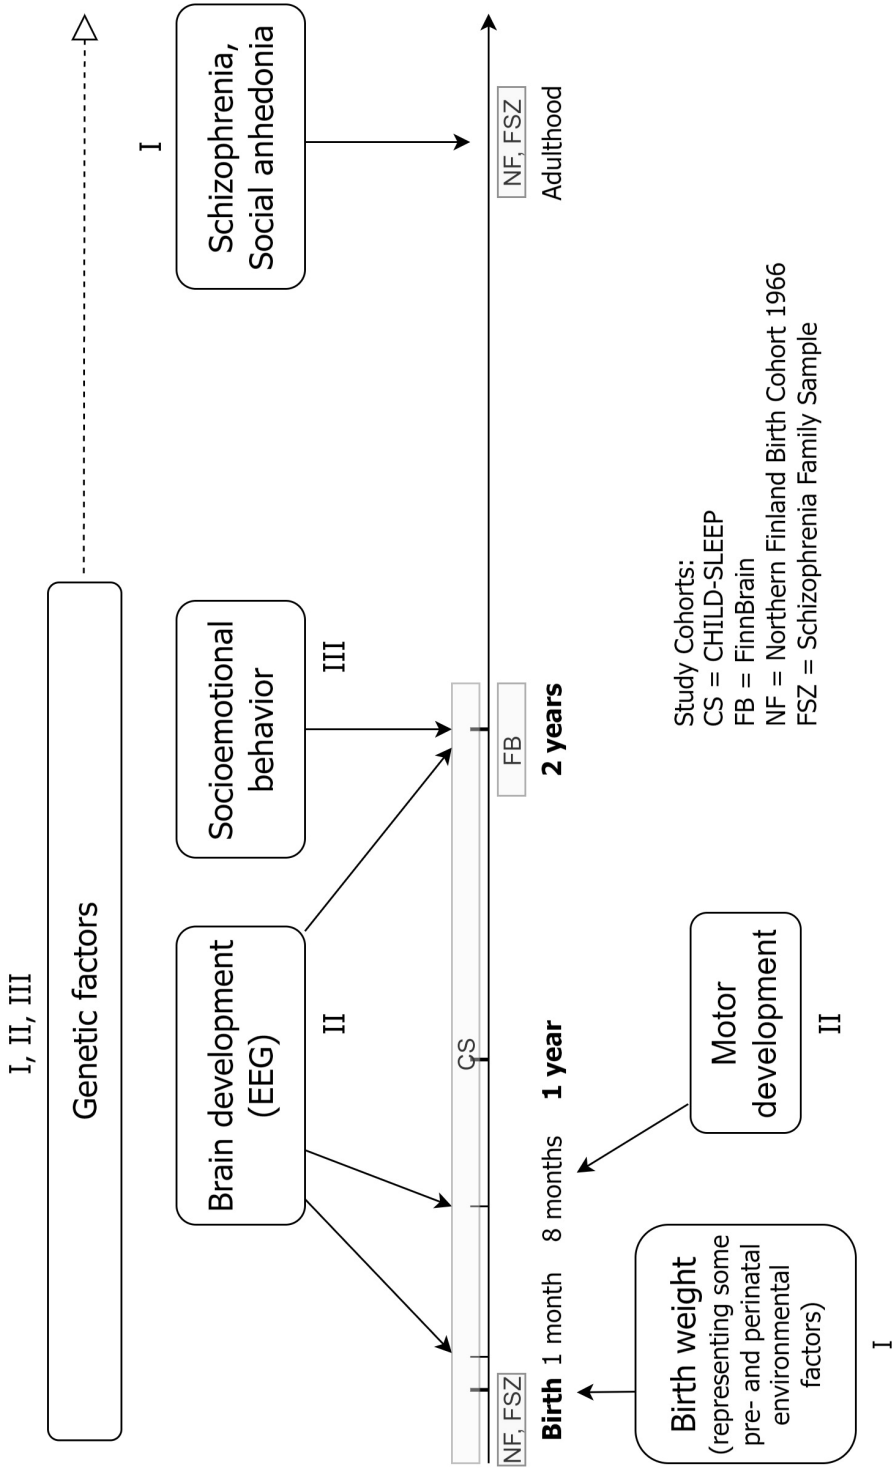 I, II, III
Genetic factors
I
Brain development
(EEG)
Socioemotional
behavior
Schizophrenia,
Social anhedonia
II
III
CS
NF, FSZ
FB
NF, FSZ
Birth
1 month
8 months
1 year
2 years
Adulthood
Birth weight
(representing some
pre- and perinatal
environmental
factors)
I
Motor
development
II
Study Cohorts:
CS = CHILD-SLEEP
FB = FinnBrain
NF = Northern Finland Birth Cohort 1966
FSZ = Schizophrenia Family Sample